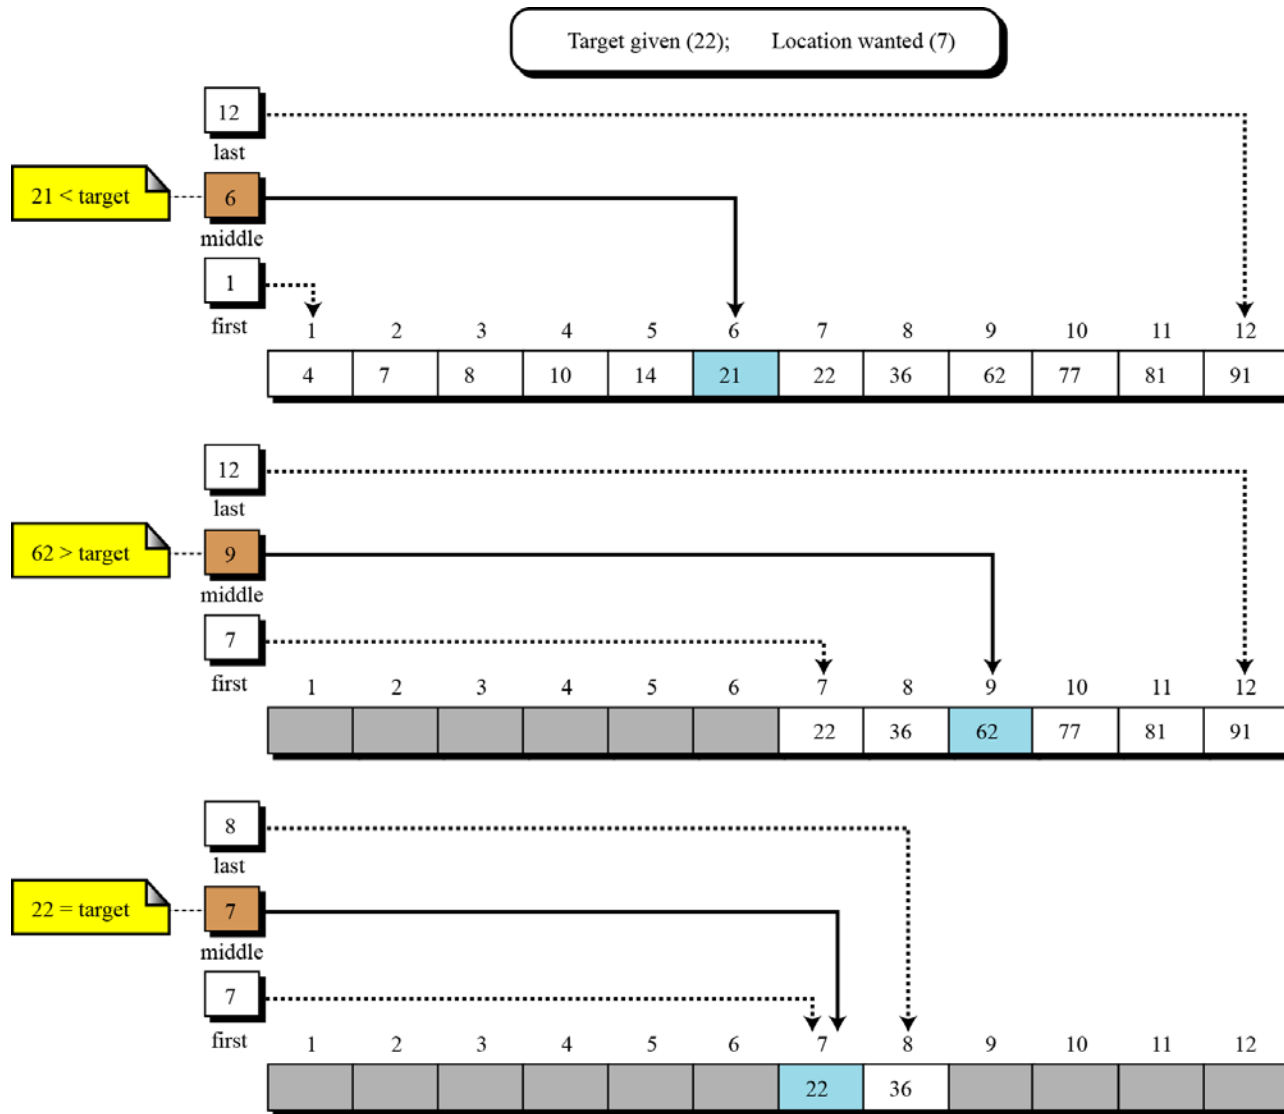 Target given (22); Location wanted (7)
12
last
21 < target
6
middle
1
first
1 2 3 4 5 6 7 8 9 10 11 12
4 7 8 10 14 21 22 36 62 77 81 91
12
last
62 > target
9
middle
7
first
1 2 3 4 5 6 7 8 9 10 11 12
22 36 62 77 81 91
8
last
22 = target
7
middle
7
first
1 2 3 4 5 6 7 8 9 10 11 12
22 36